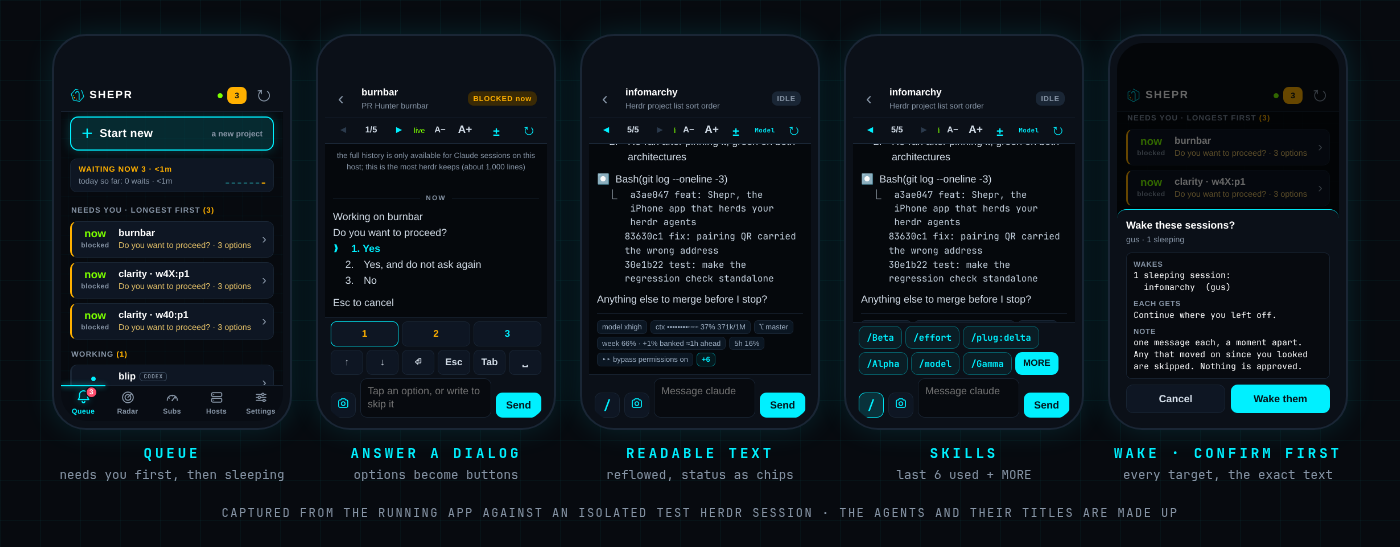 SHEPR
3
+ Start new
a new project
WAITING NOW 3 · <1m
today so far: 0 waits · <1m
NEEDS YOU · LONGEST FIRST (3)
now
blocked
burnbar
Do you want to proceed? · 3 options
now
blocked
clarity · w4X:p1
Do you want to proceed? · 3 options
now
blocked
clarity · w40:p1
Do you want to proceed? · 3 options
WORKING (1)
blip CODEX
3
Queue Radar Subs Hosts Settings
burnbar
PR Hunter burnbar
BLOCKED now
1/5 live A− A+ ±
the full history is only available for Claude sessions on this
host; this is the most herdr keeps (about 1,000 lines)
NOW
Working on burnbar
Do you want to proceed?
❯ 1. Yes
2. Yes, and do not ask again
3. No
Esc to cancel
1 2 3
↑ ↓ Esc Tab
Tap an option, or write to
skip it
Send
infomarchy
Herdr project list sort order
IDLE
5/5 A− A+ ± Model
architectures
Bash(git log --oneline -3)
a3ae047 feat: Shepr, the
iPhone app that herds your
herdr agents
83630c1 fix: pairing QR carried
the wrong address
30e1b22 test: make the
regression check standalone
Anything else to merge before I stop?
model xhigh
ctx 37% 371k/1M
master
week 66% · +1% banked ≈1h ahead
5h 16%
bypass permissions on
+6
/
Message claude
Send
infomarchy
Herdr project list sort order
IDLE
5/5 A− A+ ± Model
architectures
Bash(git log --oneline -3)
a3ae047 feat: Shepr, the
iPhone app that herds your
herdr agents
83630c1 fix: pairing QR carried
the wrong address
30e1b22 test: make the
regression check standalone
Anything else to merge before I stop?
/Beta /effort /plug:delta
/Alpha /model /Gamma MORE
/
Message claude
Send
SHEPR
3
NEEDS YOU · LONGEST FIRST (3)
now
blocked
burnbar
Do you want to proceed? · 3 options
now
blocked
clarity · w4X:p1
Do you want to proceed? · 3 options
Wake these sessions?
gus · 1 sleeping
WAKES
1 sleeping session:
infomarchy (gus)
EACH GETS
Continue where you left off.
NOTE
one message each, a moment apart.
Any that moved on since you looked
are skipped. Nothing is approved.
Cancel
Wake them
QUEUE
needs you first, then sleeping
ANSWER A DIALOG
options become buttons
READABLE TEXT
reflowed, status as chips
SKILLS
last 6 used + MORE
WAKE · CONFIRM FIRST
every target, the exact text
CAPTURED FROM THE RUNNING APP AGAINST AN ISOLATED TEST HERDR SESSION · THE AGENTS AND THEIR TITLES ARE MADE UP